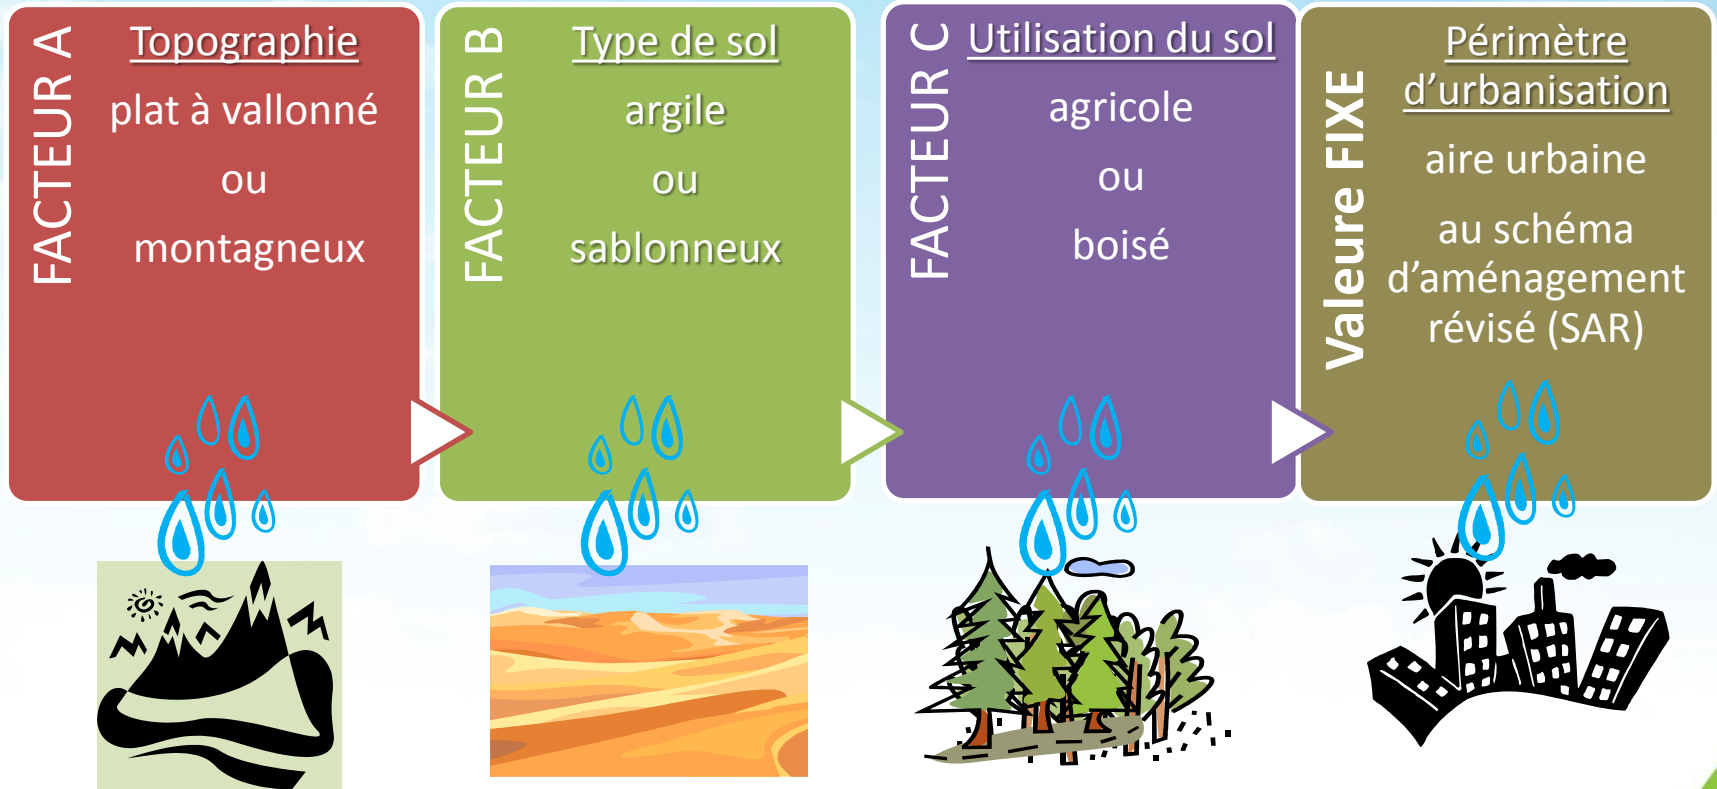 FACTEUR A
Topographie
plat à vallonné
ou
montagneux
FACTEUR B
Type de sol
argile
ou
sablonneux
FACTEUR C
Utilisation du sol
agricole
ou
boisé
Valeure FIXE
Périmètre
d’urbanisation
aire urbaine
au schéma
d’aménagement
révisé (SAR)